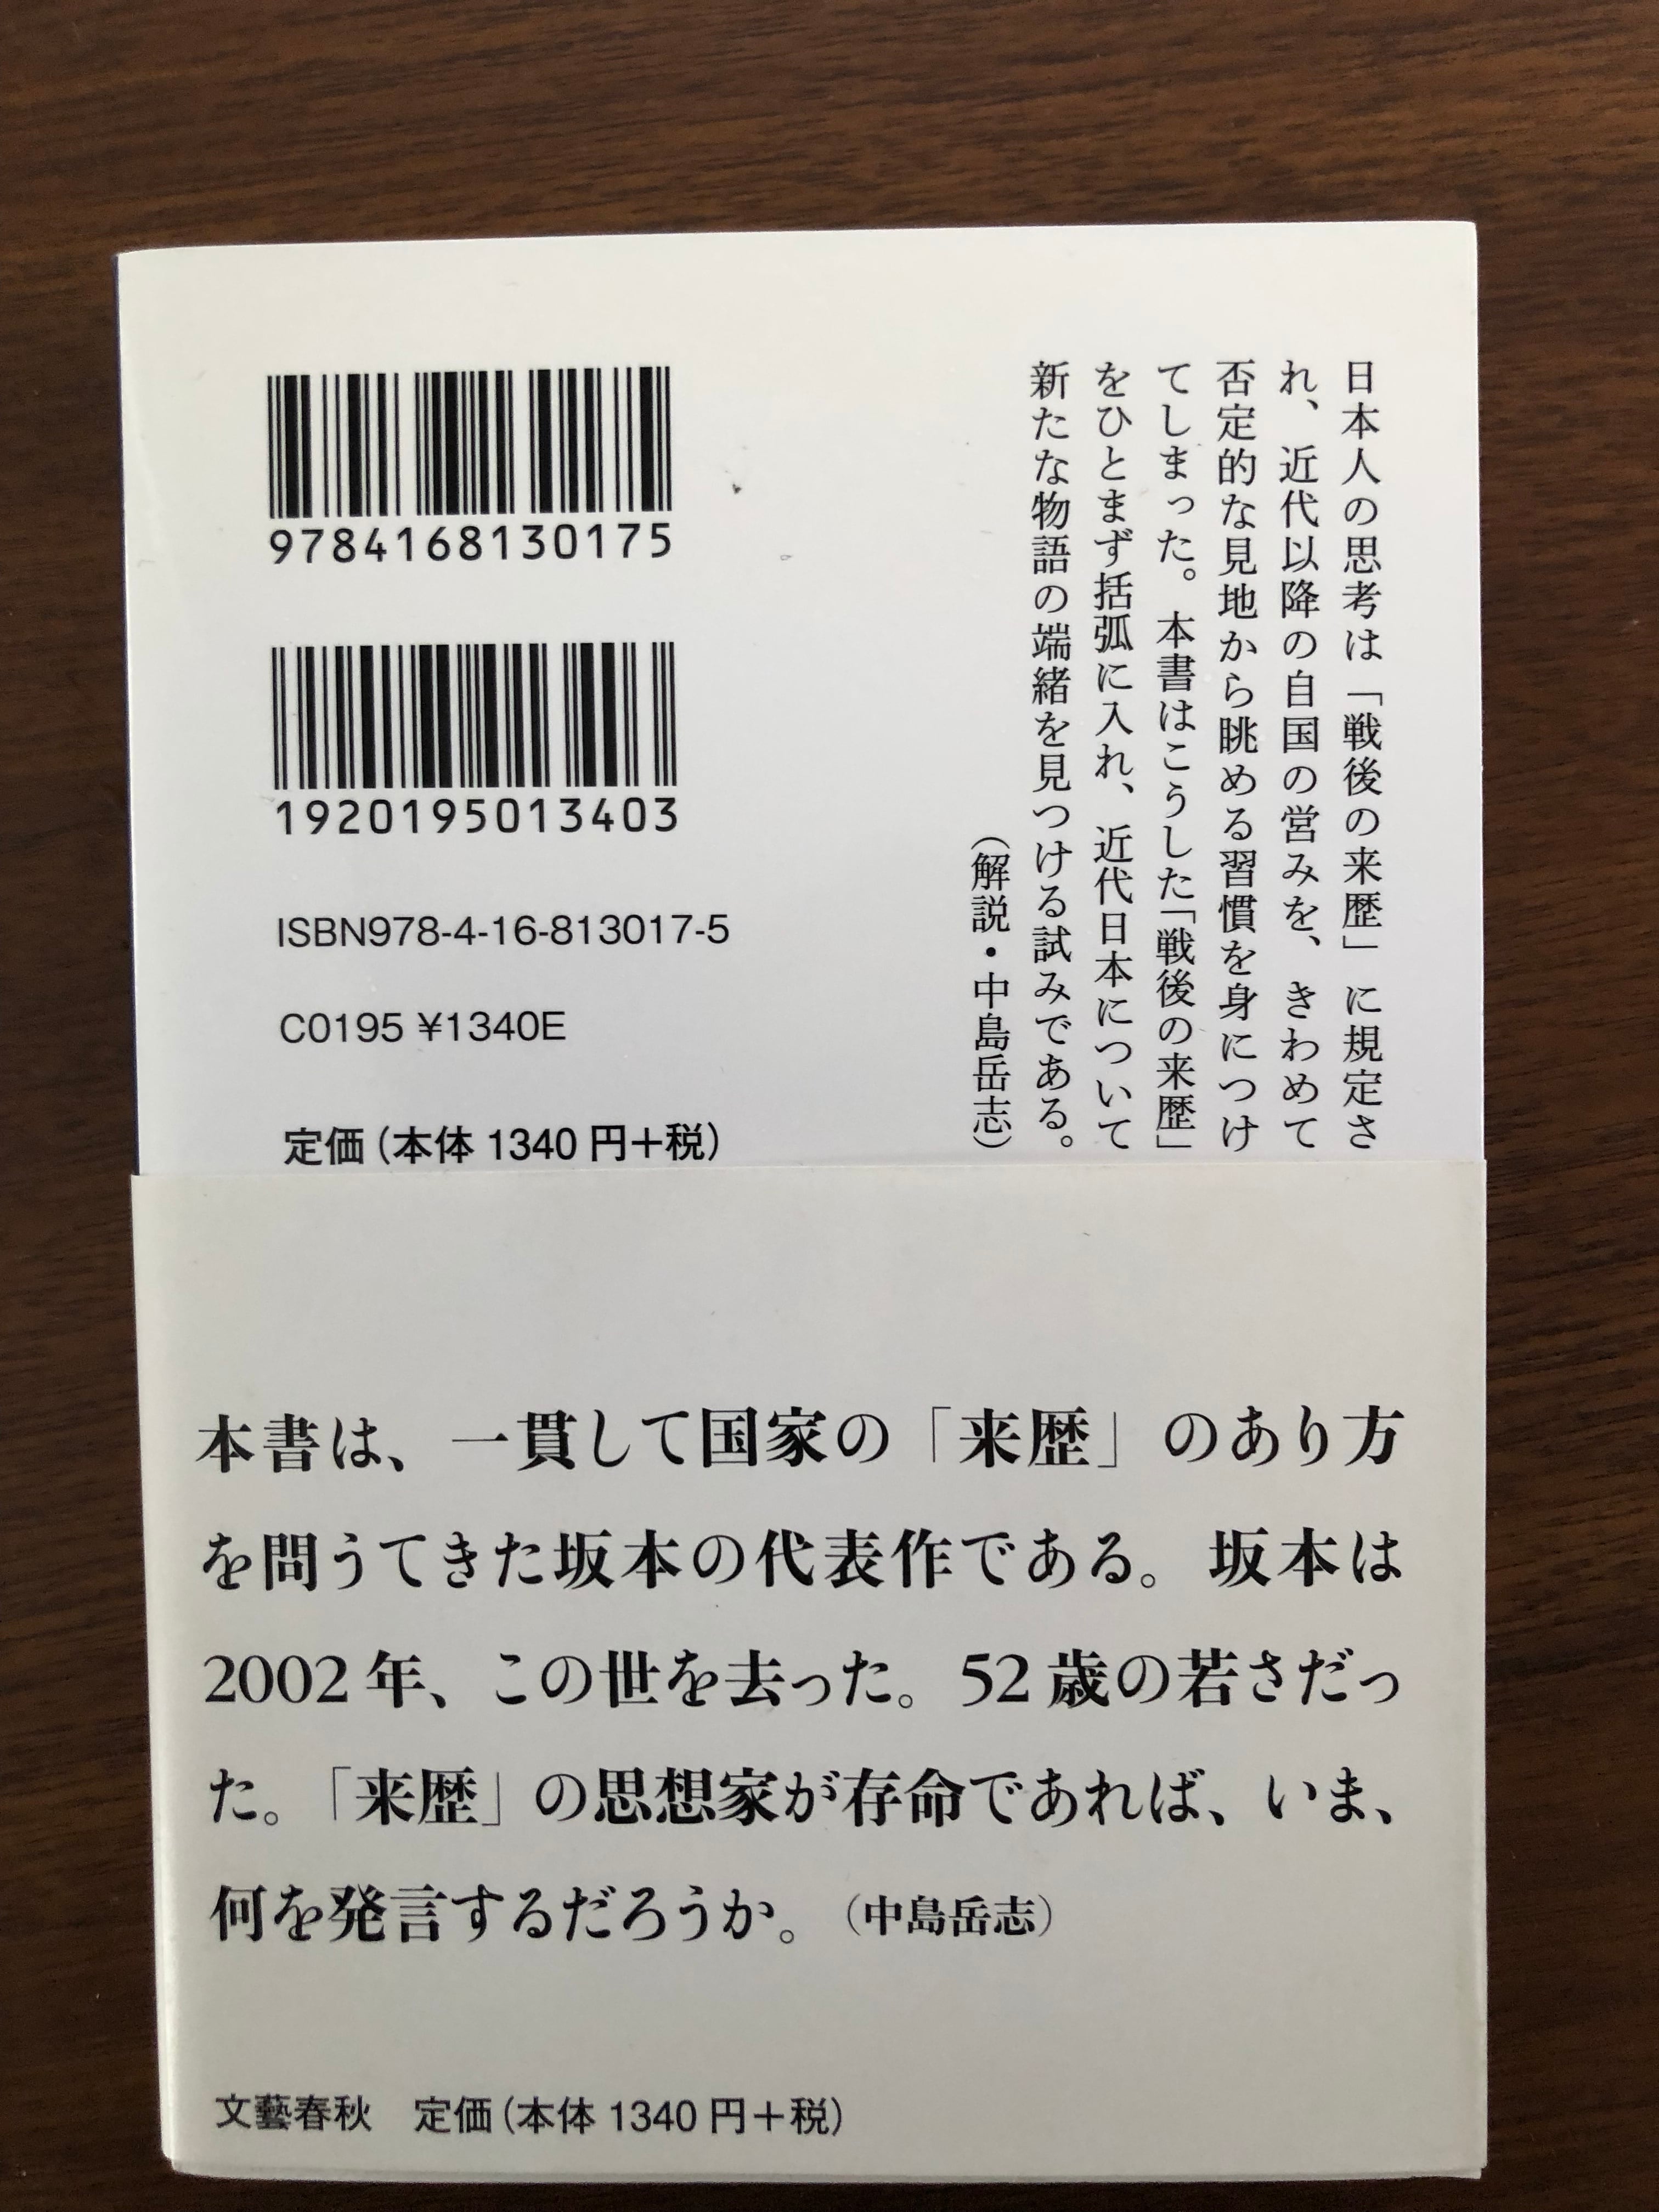 日本人の思考は「戦後の来歴」に規定さ
れ、近代以降の自国の営みを、きわめて
否定的な見地から眺める習慣を身につけ
てしまった。本書はこうした「戦後の来歴」
をひとまず括弧に入れ、近代日本について
新たな物語の端緒を見つける試みである。
(解説・中島岳志)
9784168130175
1920195013403
ISBN978-4-16-813017-5
C0195 ¥1340E
定価(本体 1340 円+税)
本書は、一貫して国家の「来歴」のあり方
を問うてきた坂本の代表作である。坂本は
2002 年、この世を去った。52 歳の若さだっ
た。「来歴」の思想家が存命であれば、いま、
何を発言するだろうか。(中島岳志)
文藝春秋 定価(本体 1340 円+税)